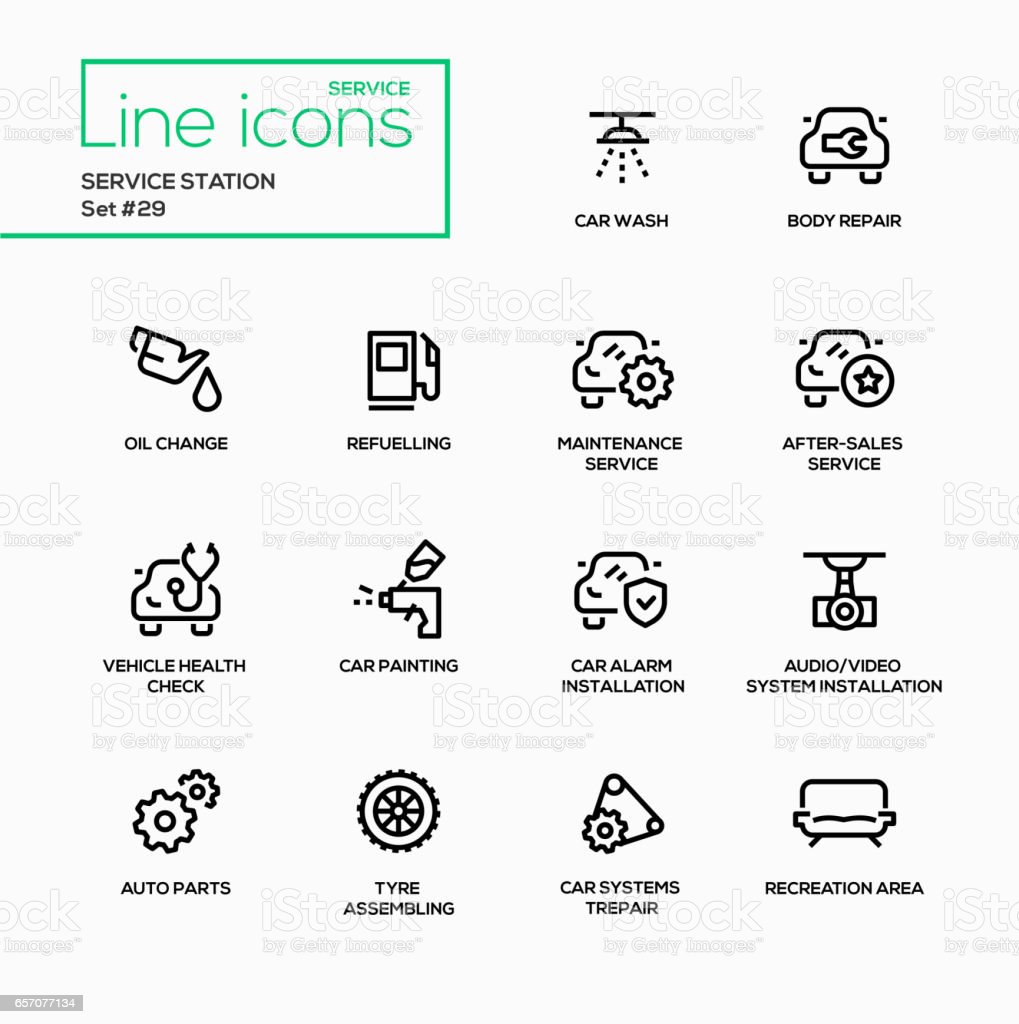 SERVICE
Line icons
SERVICE STATION
Set #29
CAR WASH
BODY REPAIR
OIL CHANGE
REFUELLING
MAINTENANCE
SERVICE
AFTER-SALES
SERVICE
VEHICLE HEALTH
CHECK
CAR PAINTING
CAR ALARM
INSTALLATION
AUDIO/VIDEO
SYSTEM INSTALLATION
AUTO PARTS
TYRE
ASSEMBLING
CAR SYSTEMS
TREPAIR
RECREATION AREA
iStock
by Getty Images™
657077134